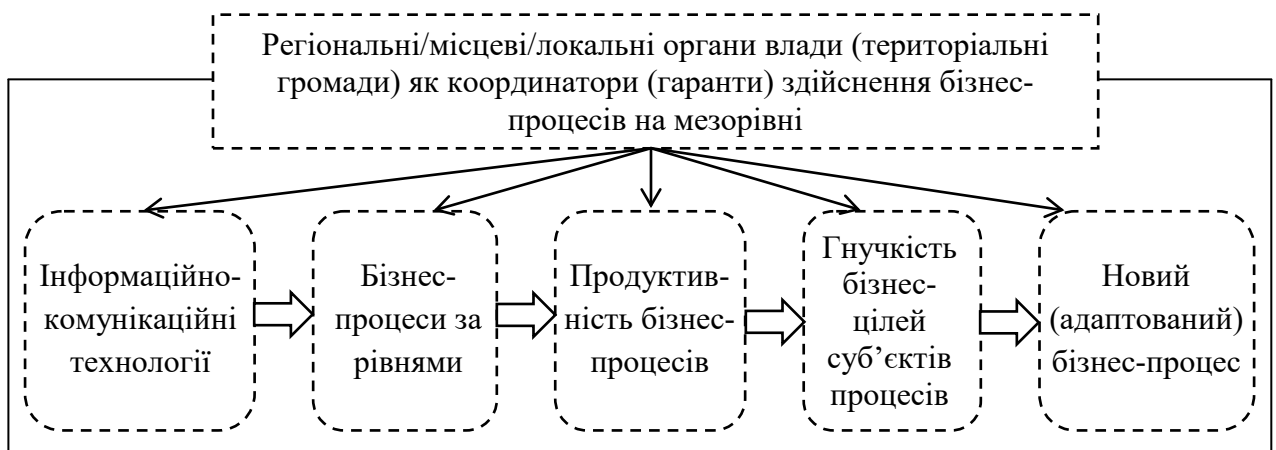 Регіональні/місцеві/локальні органи влади (територіальні
громади) як координатори (гаранти) здійснення бізнес-
процесів на мезорівні
Інформаційно-
комунікаційні
технології
Бізнес-
процеси за
рівнями
Продуктив-
ність бізнес-
процесів
Гнучкість
бізнес-
цілей
суб’єктів
процесів
Новий
(адаптований)
бізнес-процес